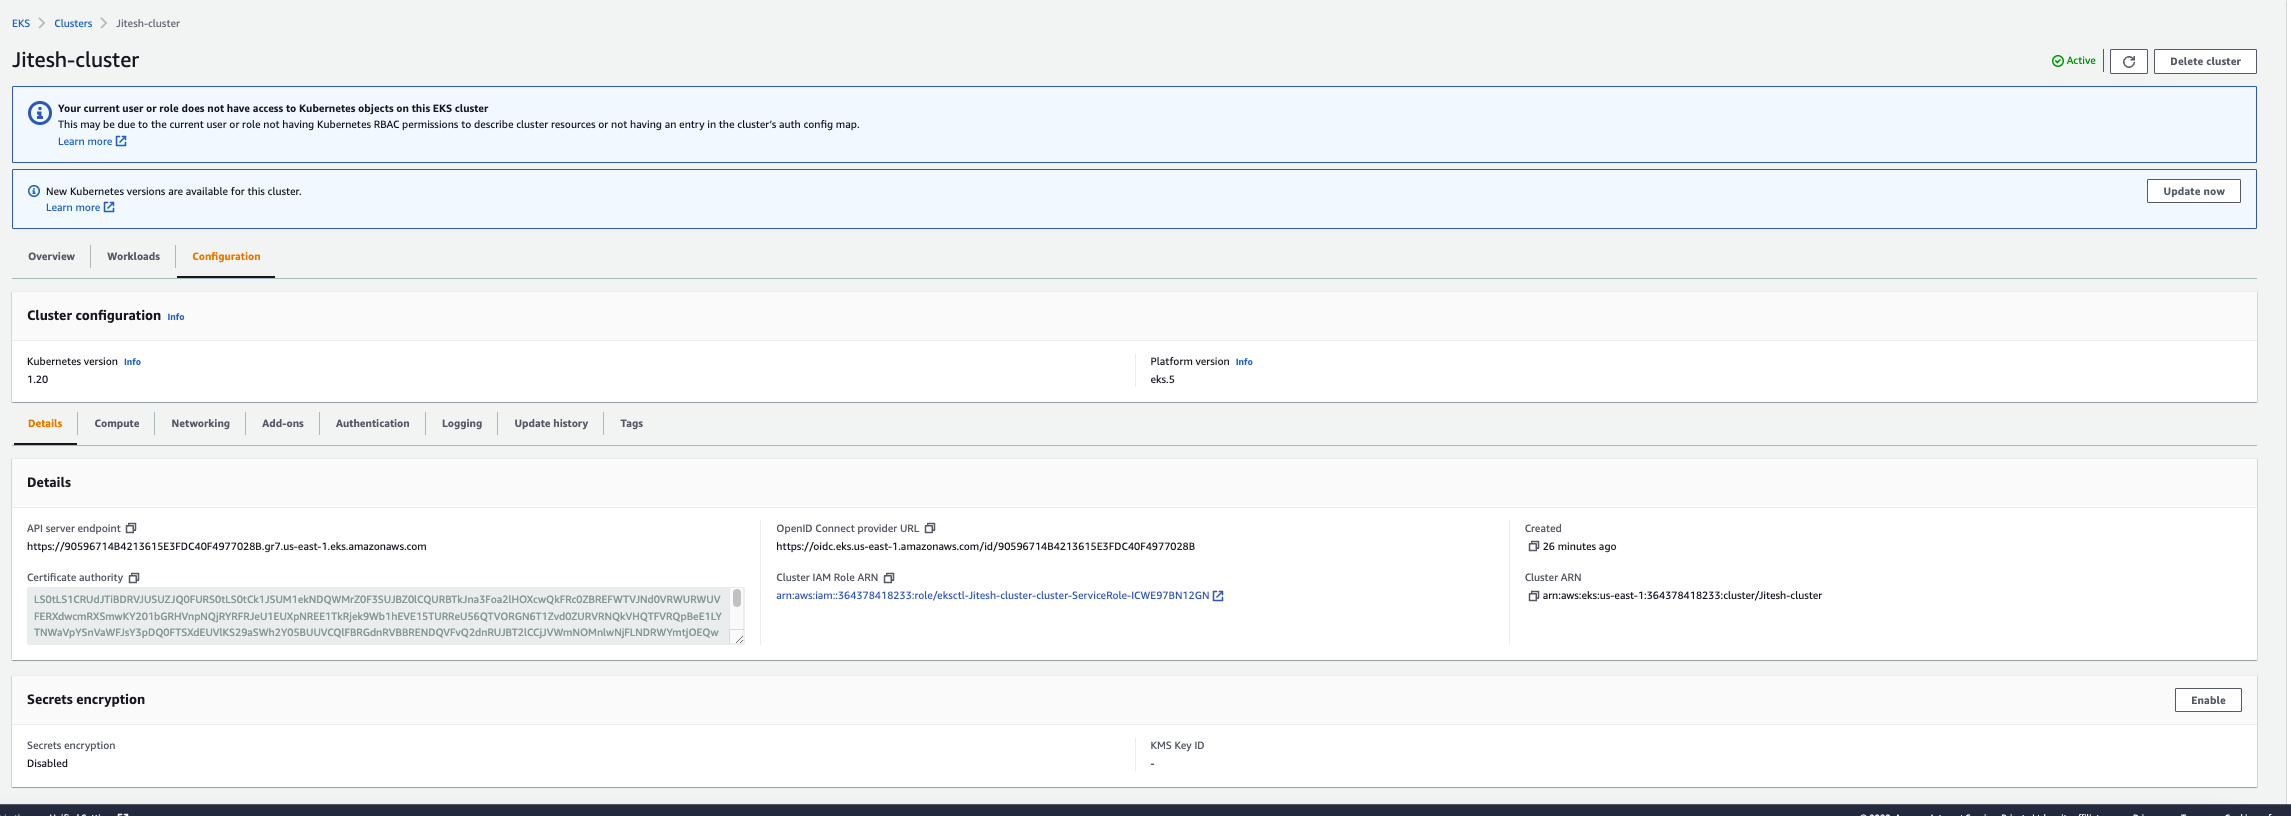 EKS > Clusters > Jitesh-cluster
Jitesh-cluster
Active
Delete cluster
Your current user or role does not have access to Kubernetes objects on this EKS cluster
This may be due to the current user or role not having Kubernetes RBAC permissions to describe cluster resources or not having an entry in the cluster's auth config map.
Learn more
New Kubernetes versions are available for this cluster.
Learn more
Update now
Overview
Workloads
Configuration
Cluster configuration Info
Kubernetes version Info
1.20
Platform version Info
eks.5
Details
Compute
Networking
Add-ons
Authentication
Logging
Update history
Tags
Details
API server endpoint
https://90596714B4213615E3FDC40F4977028B.gr7.us-east-1.eks.amazonaws.com
Certificate authority
OpenID Connect provider URL
https://oidc.eks.us-east-1.amazonaws.com/id/90596714B4213615E3FDC40F4977028B
Cluster IAM Role ARN
arn:aws:iam::364378418233:role/eksctl-Jitesh-cluster-cluster-ServiceRole-ICWE97BN12GN
Created
26 minutes ago
Cluster ARN
arn:aws:eks:us-east-1:364378418233:cluster/Jitesh-cluster
Secrets encryption
Enable
Secrets encryption
Disabled
KMS Key ID
-